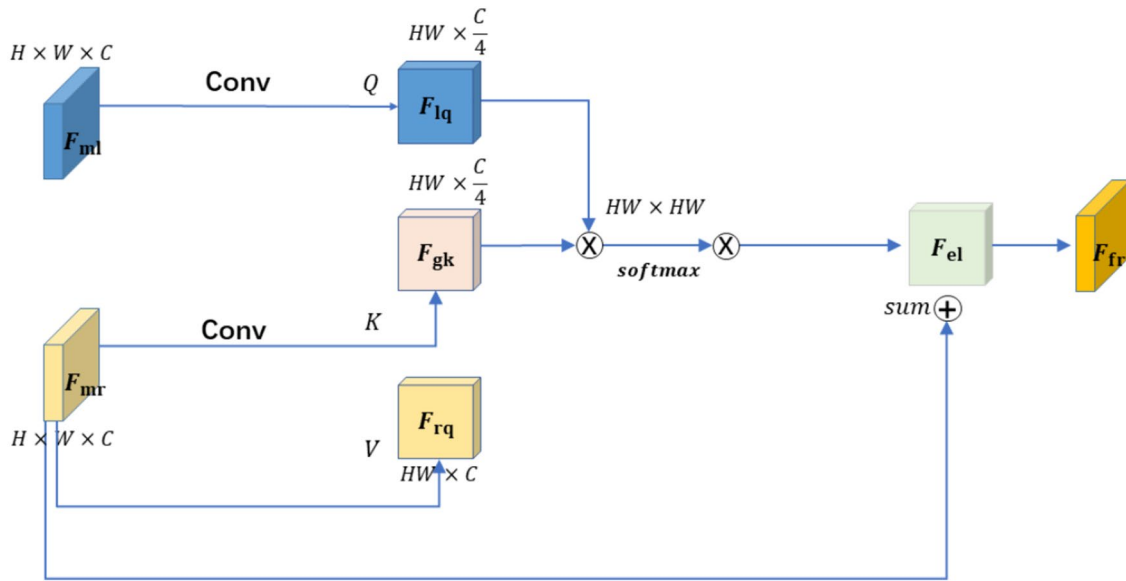 H × W × C
Conv
Q
HW × C/4
F_lq
F_ml
HW × C/4
F_gk
HW × HW
softmax
F_el
F_fr
sum
Conv
K
F_mr
H × W × C
F_rq
V
HW × C